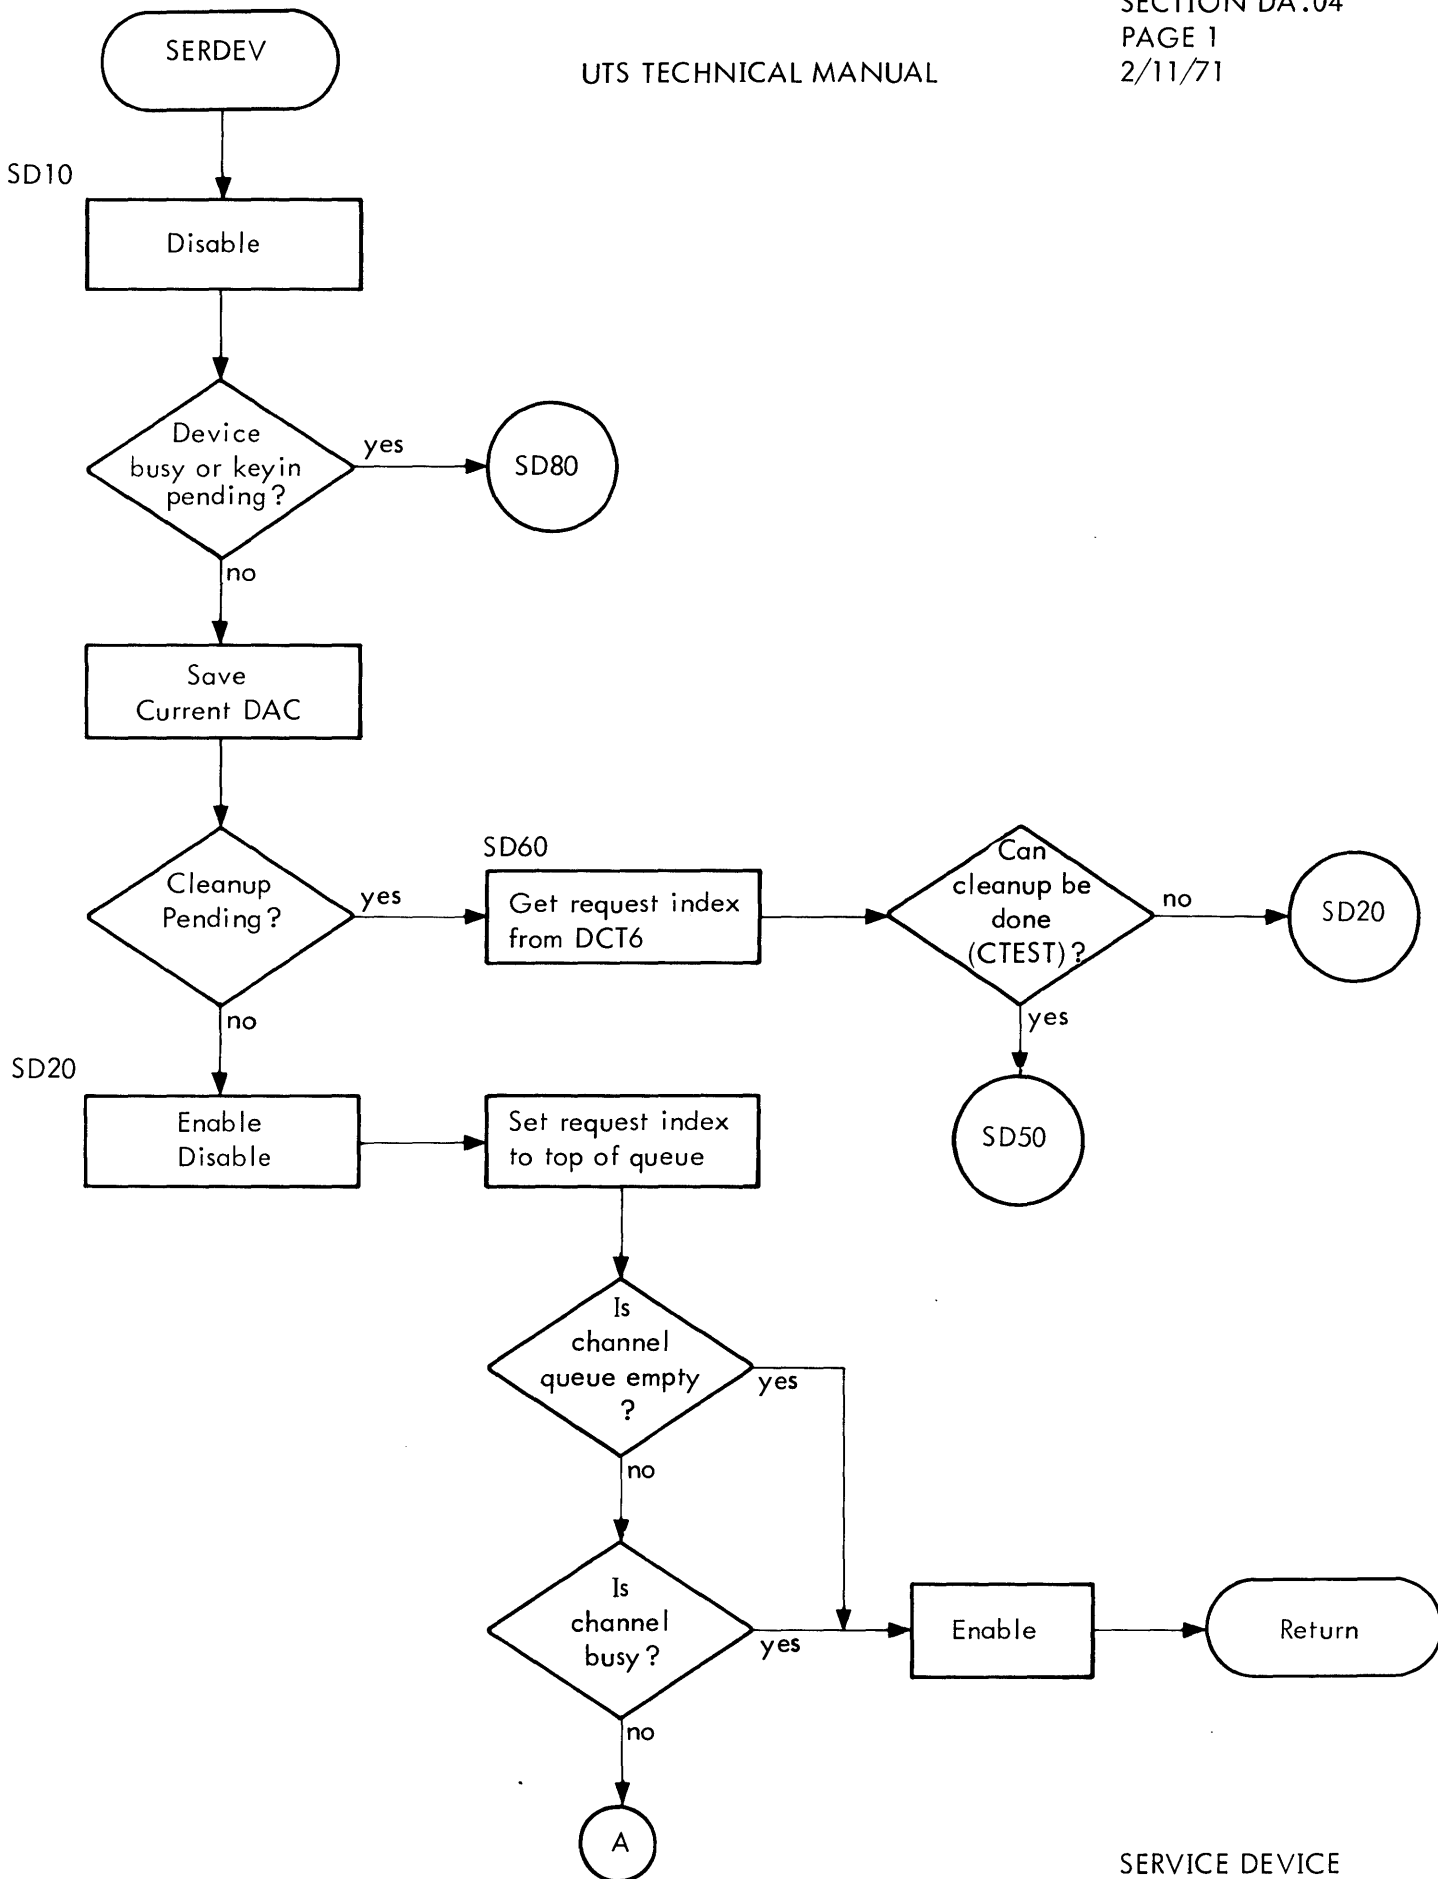 SECTION DA.04
PAGE 1
2/11/71
UTS TECHNICAL MANUAL
SERDEV
SD10
Disable
Device
busy or keyin
pending?
yes
SD80
no
Save
Current DAC
Cleanup
Pending?
yes
SD60
Get request index
from DCT6
Can
cleanup be
done
(CTEST)?
no
SD20
yes
SD50
no
SD20
Enable
Disable
Set request index
to top of queue
Is
channel
queue empty
?
yes
no
Is
channel
busy?
yes
Enable
Return
no
A
SERVICE DEVICE